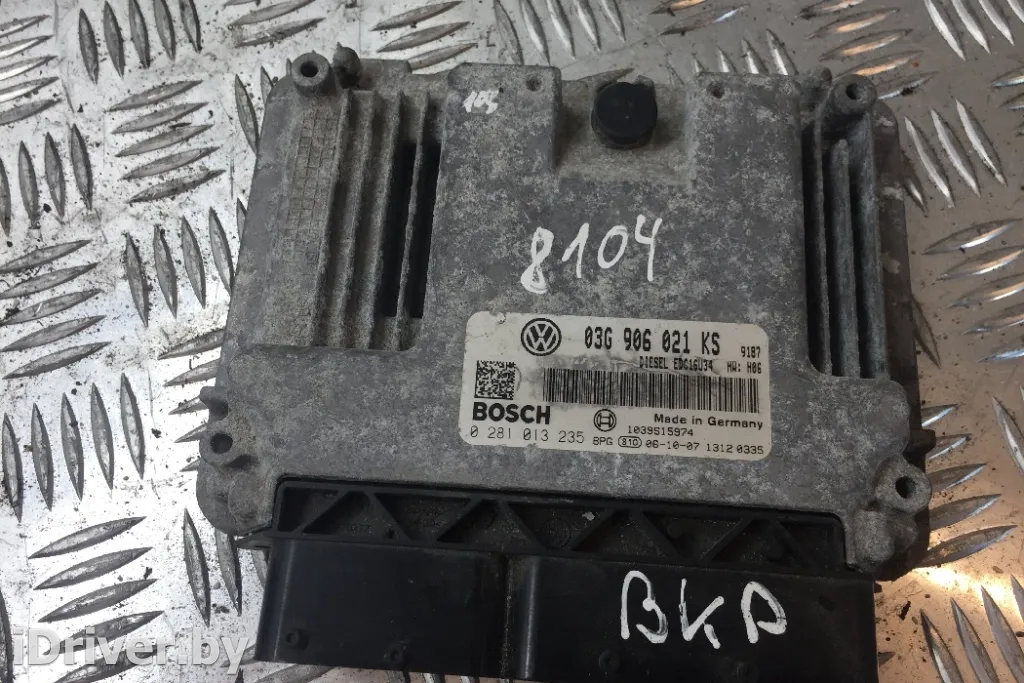 104
8104
03G 906 021 KS 9187
DIESEL EDC16U34 HW: H06
BOSCH Made in Germany
1039S15974
0 281 013 235 BPG 810 06-10-07 1312 0335
BKD
iDriver.by